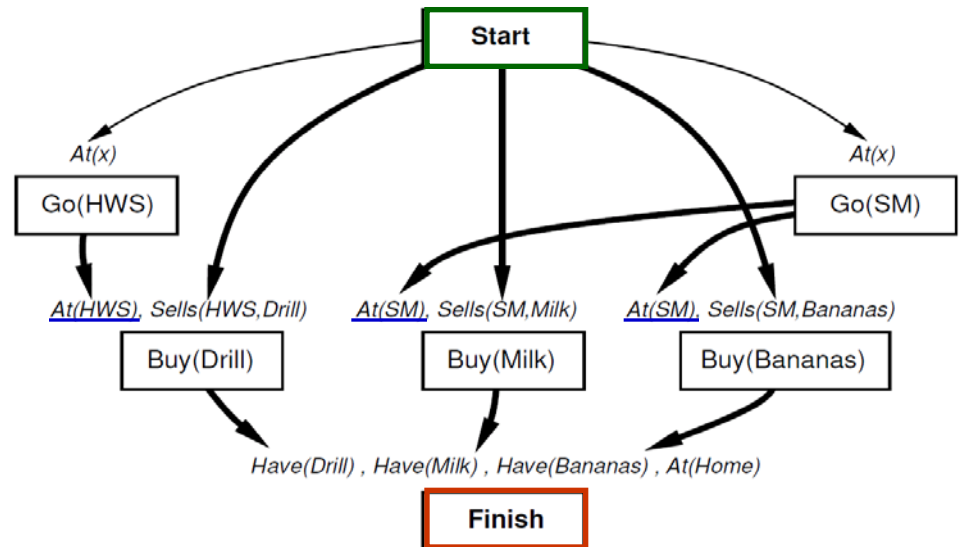 Start
At(x) At(x)
Go(HWS) Go(SM)
At(HWS), Sells(HWS,Drill) At(SM), Sells(SM,Milk) At(SM), Sells(SM,Bananas)
Buy(Drill) Buy(Milk) Buy(Bananas)
Have(Drill) , Have(Milk) , Have(Bananas) , At(Home)
Finish